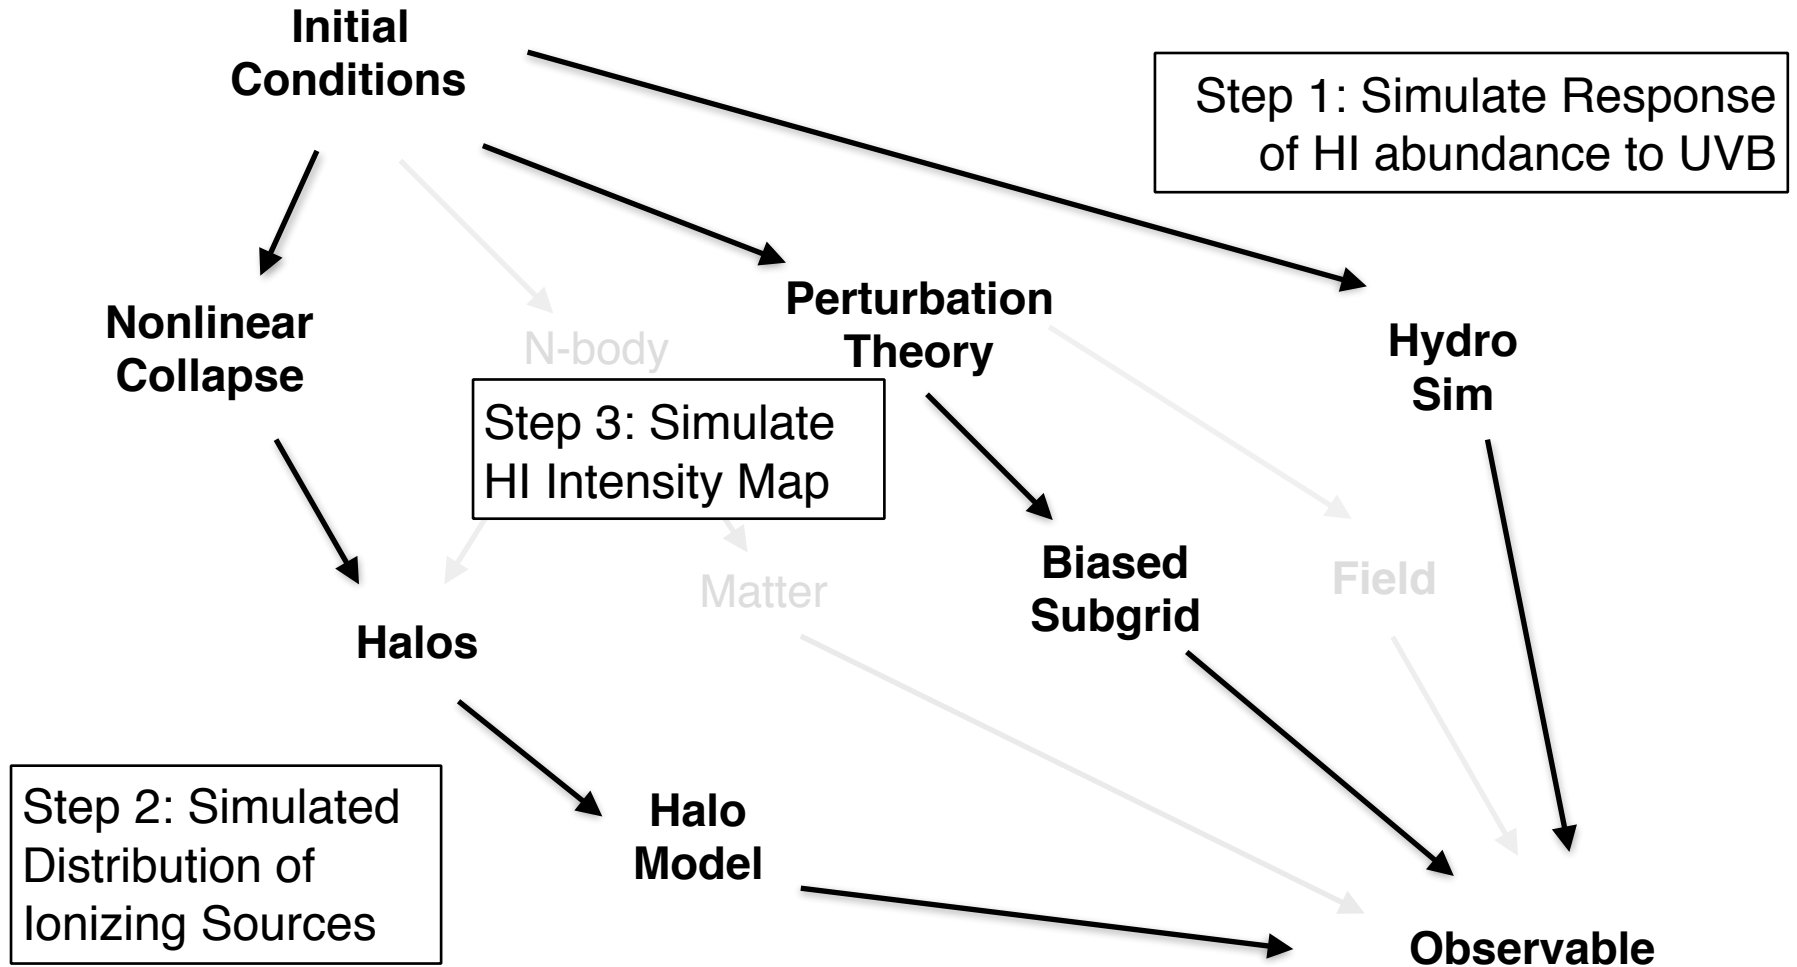 Initial
Conditions
Step 1: Simulate Response
of HI abundance to UVB
Nonlinear
Collapse
N-body
Perturbation
Theory
Hydro
Sim
Step 3: Simulate
HI Intensity Map
Matter
Biased
Subgrid
Field
Halos
Step 2: Simulated
Distribution of
Ionizing Sources
Halo
Model
Observable